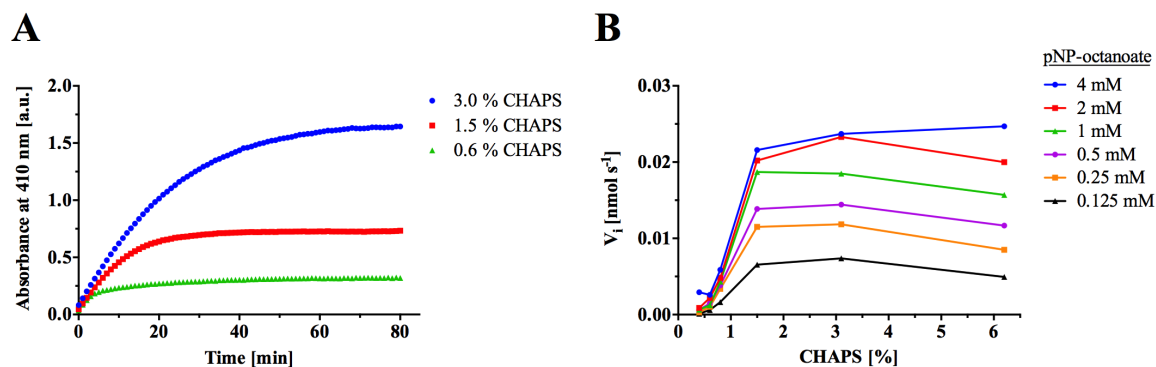 A
Absorbance at 410 nm [a.u.]
2.0
1.5
1.0
0.5
0.0
0
20
40
60
80
Time [min]
3.0 % CHAPS
1.5 % CHAPS
0.6 % CHAPS
B
Vi [nmol s-1]
0.03
0.02
0.01
0.00
0
1
2
3
4
5
6
CHAPS [%]
pNP-octanoate
4 mM
2 mM
1 mM
0.5 mM
0.25 mM
0.125 mM